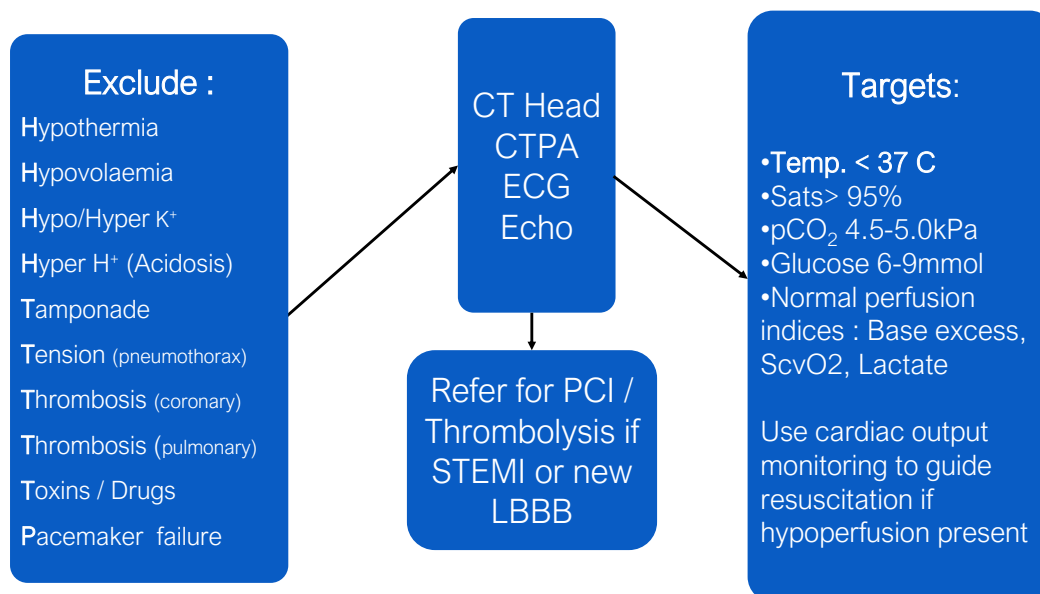 Exclude :
Hypothermia
Hypovolaemia
Hypo/Hyper K⁺
Hyper H⁺ (Acidosis)
Tamponade
Tension (pneumothorax)
Thrombosis (coronary)
Thrombosis (pulmonary)
Toxins / Drugs
Pacemaker failure
CT Head
CTPA
ECG
Echo
Refer for PCI /
Thrombolysis if
STEMI or new
LBBB
Targets:
•Temp. < 37 C
•Sats> 95%
•pCO₂ 4.5-5.0kPa
•Glucose 6-9mmol
•Normal perfusion
indices : Base excess,
ScvO2, Lactate
Use cardiac output
monitoring to guide
resuscitation if
hypoperfusion present